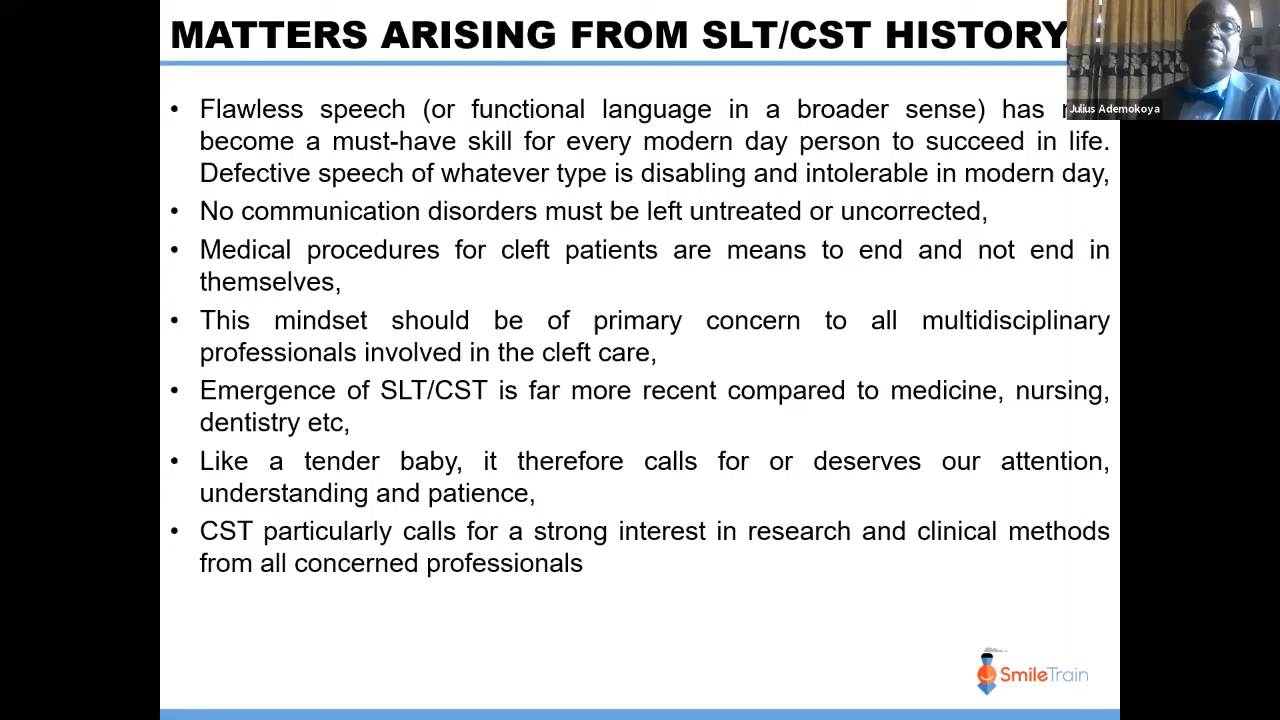 MATTERS ARISING FROM SLT/CST HISTORY
Julius Ademokoya
• Flawless speech (or functional language in a broader sense) has
become a must-have skill for every modern day person to succeed in life.
Defective speech of whatever type is disabling and intolerable in modern day,
• No communication disorders must be left untreated or uncorrected,
• Medical procedures for cleft patients are means to end and not end in
themselves,
• This mindset should be of primary concern to all multidisciplinary
professionals involved in the cleft care,
• Emergence of SLT/CST is far more recent compared to medicine, nursing,
dentistry etc,
• Like a tender baby, it therefore calls for or deserves our attention,
understanding and patience,
• CST particularly calls for a strong interest in research and clinical methods
from all concerned professionals
SmileTrain